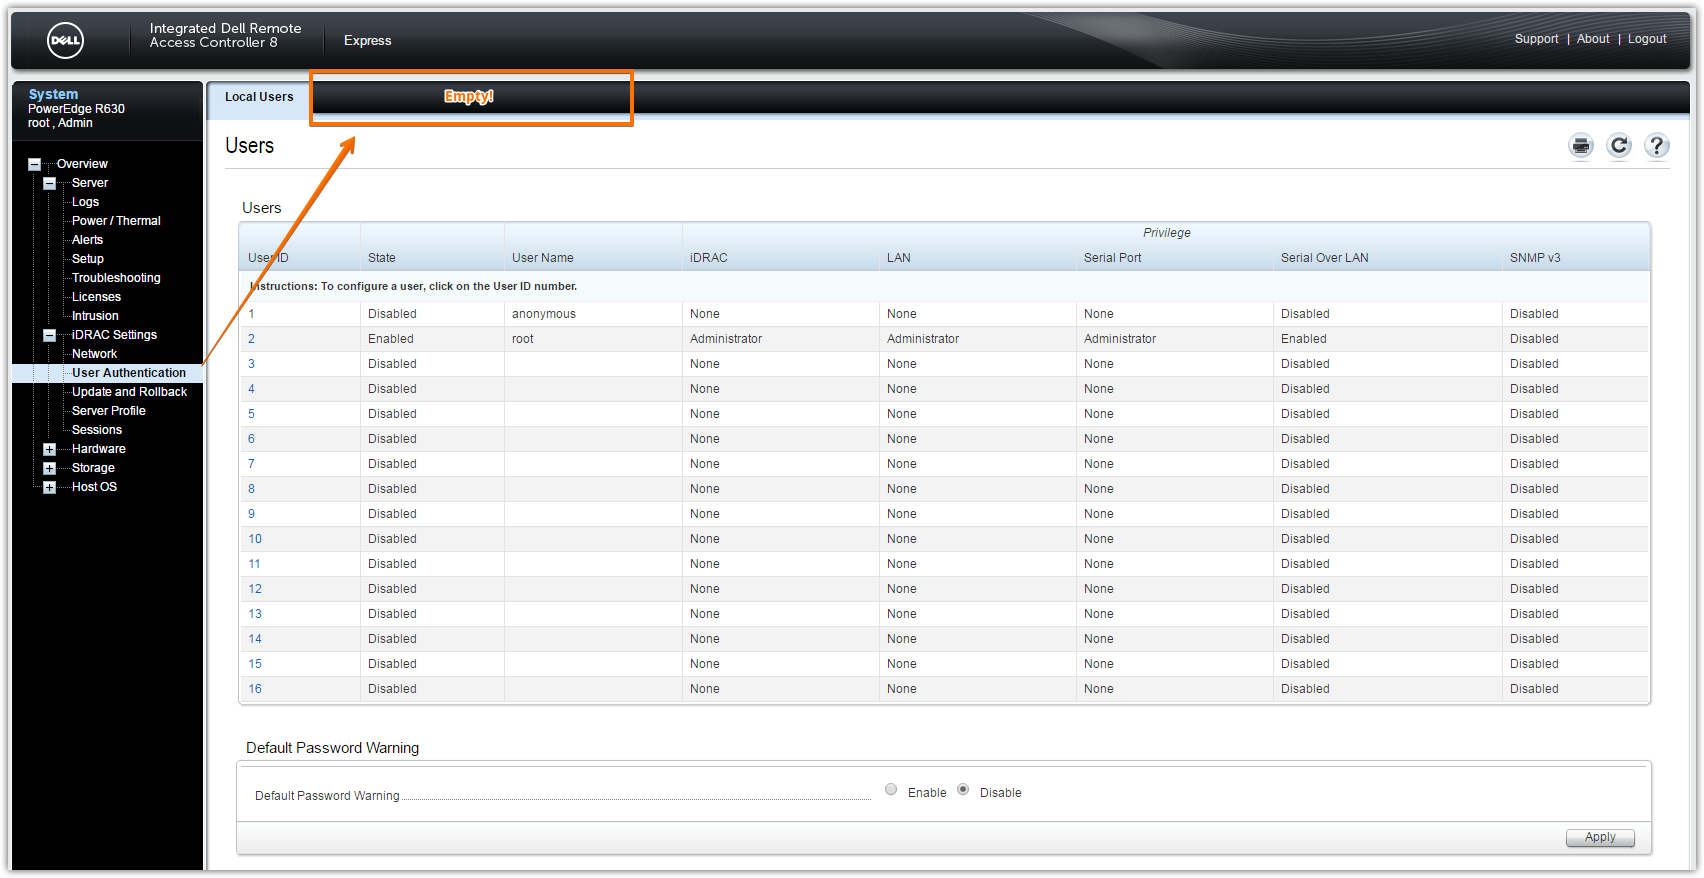 DELL
Integrated Dell Remote
Access Controller 8
Express
Support | About | Logout
System
PowerEdge R630
root , Admin
Overview
Server
Logs
Power / Thermal
Alerts
Setup
Troubleshooting
Licenses
Intrusion
iDRAC Settings
Network
User Authentication
Update and Rollback
Server Profile
Sessions
Hardware
Storage
Host OS
Local Users
Empty!
Users
Users
Privilege
User ID State User Name iDRAC LAN Serial Port Serial Over LAN SNMP v3
Instructions: To configure a user, click on the User ID number.
1 Disabled anonymous None None None Disabled Disabled
2 Enabled root Administrator Administrator Administrator Enabled Disabled
3 Disabled None None None Disabled Disabled
4 Disabled None None None Disabled Disabled
5 Disabled None None None Disabled Disabled
6 Disabled None None None Disabled Disabled
7 Disabled None None None Disabled Disabled
8 Disabled None None None Disabled Disabled
9 Disabled None None None Disabled Disabled
10 Disabled None None None Disabled Disabled
11 Disabled None None None Disabled Disabled
12 Disabled None None None Disabled Disabled
13 Disabled None None None Disabled Disabled
14 Disabled None None None Disabled Disabled
15 Disabled None None None Disabled Disabled
16 Disabled None None None Disabled Disabled
Default Password Warning
Default Password Warning Enable Disable
Apply